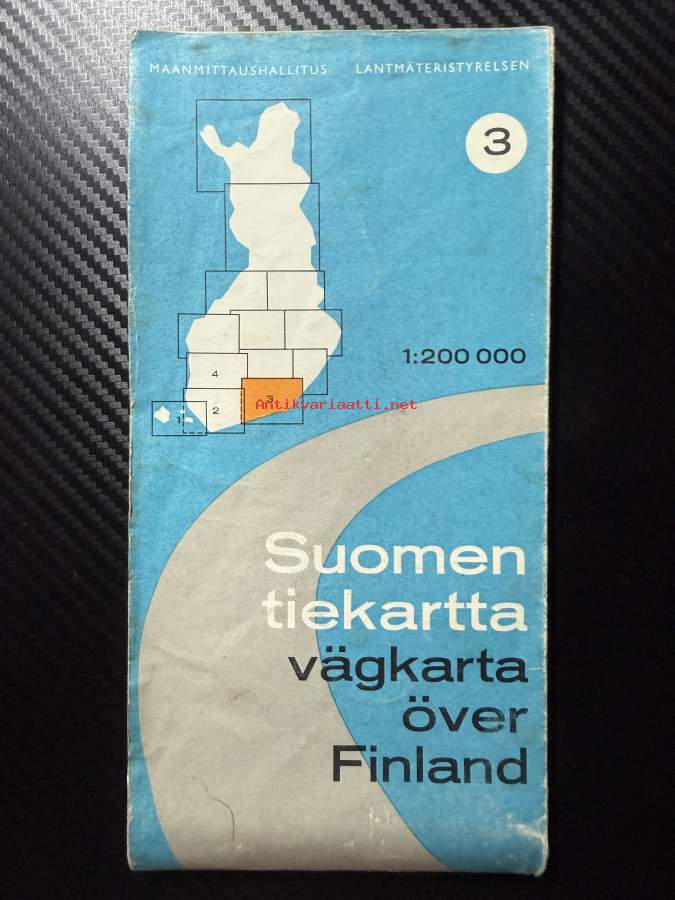 MAANMITTAUSHALLITUS LANTMÄTERISTYRELSEN
3
1:200 000
4
3
Antikvariaatti.net
2
1
Suomen
tiekartta
vägkarta
över
Finland